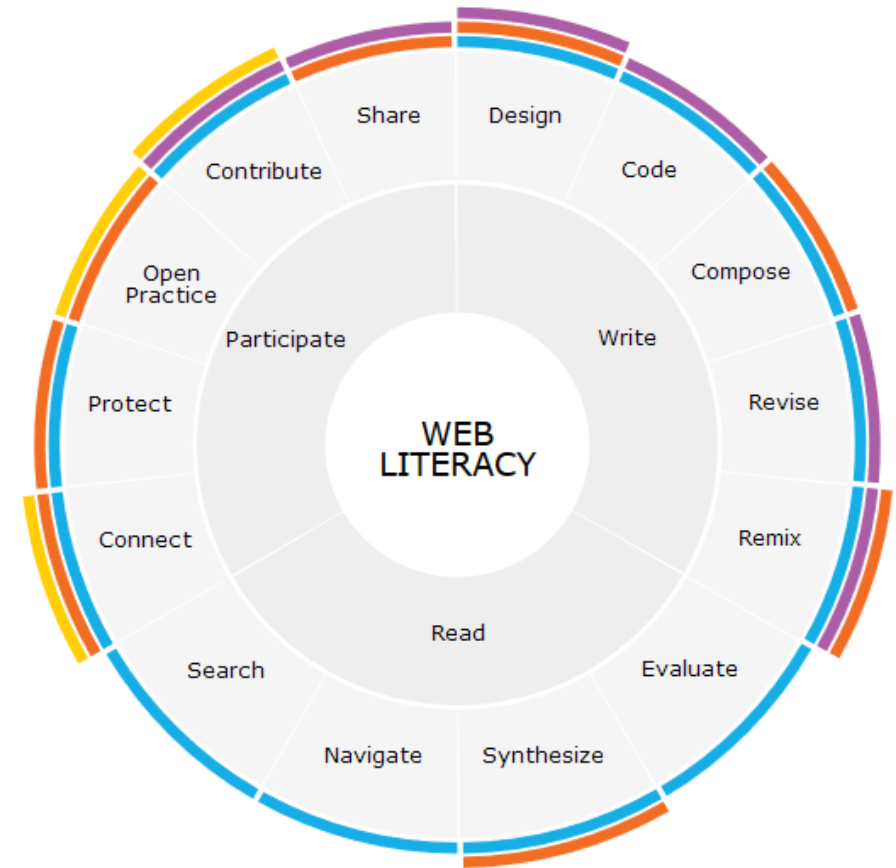 Share
Design
Contribute
Code
Open
Practice
Compose
Participate
Write
Protect
Revise
WEB
LITERACY
Connect
Remix
Read
Search
Evaluate
Navigate
Synthesize